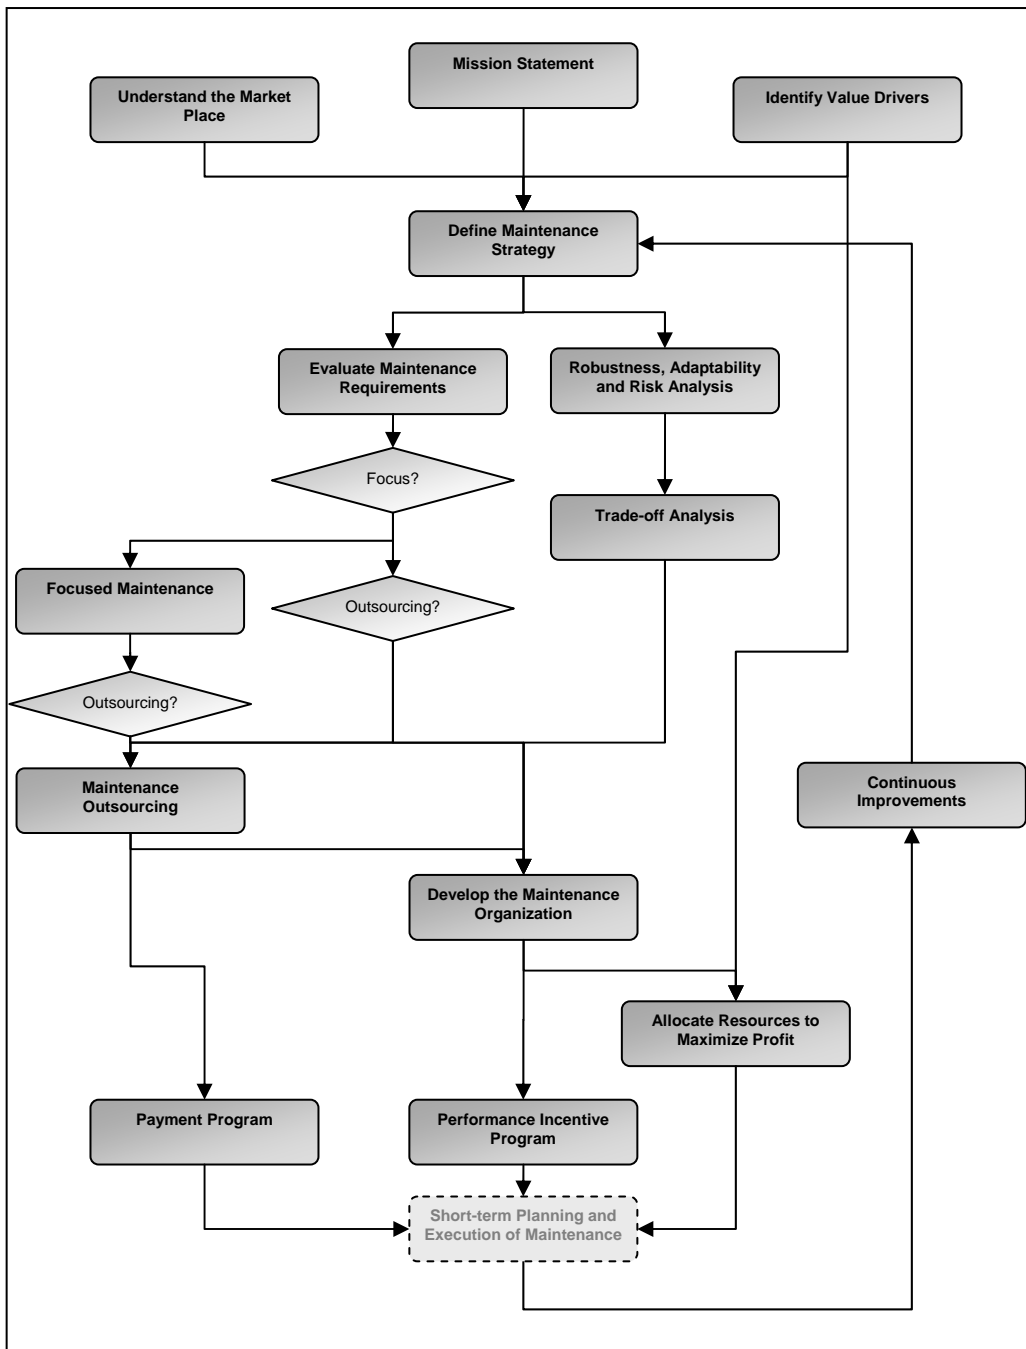 Mission Statement
Understand the Market
Place
Identify Value Drivers
Define Maintenance
Strategy
Evaluate Maintenance
Requirements
Robustness, Adaptability
and Risk Analysis
Focus?
Trade-off Analysis
Focused Maintenance
Outsourcing?
Outsourcing?
Maintenance
Outsourcing
Continuous
Improvements
Develop the Maintenance
Organization
Allocate Resources to
Maximize Profit
Payment Program
Performance Incentive
Program
Short-term Planning and
Execution of Maintenance